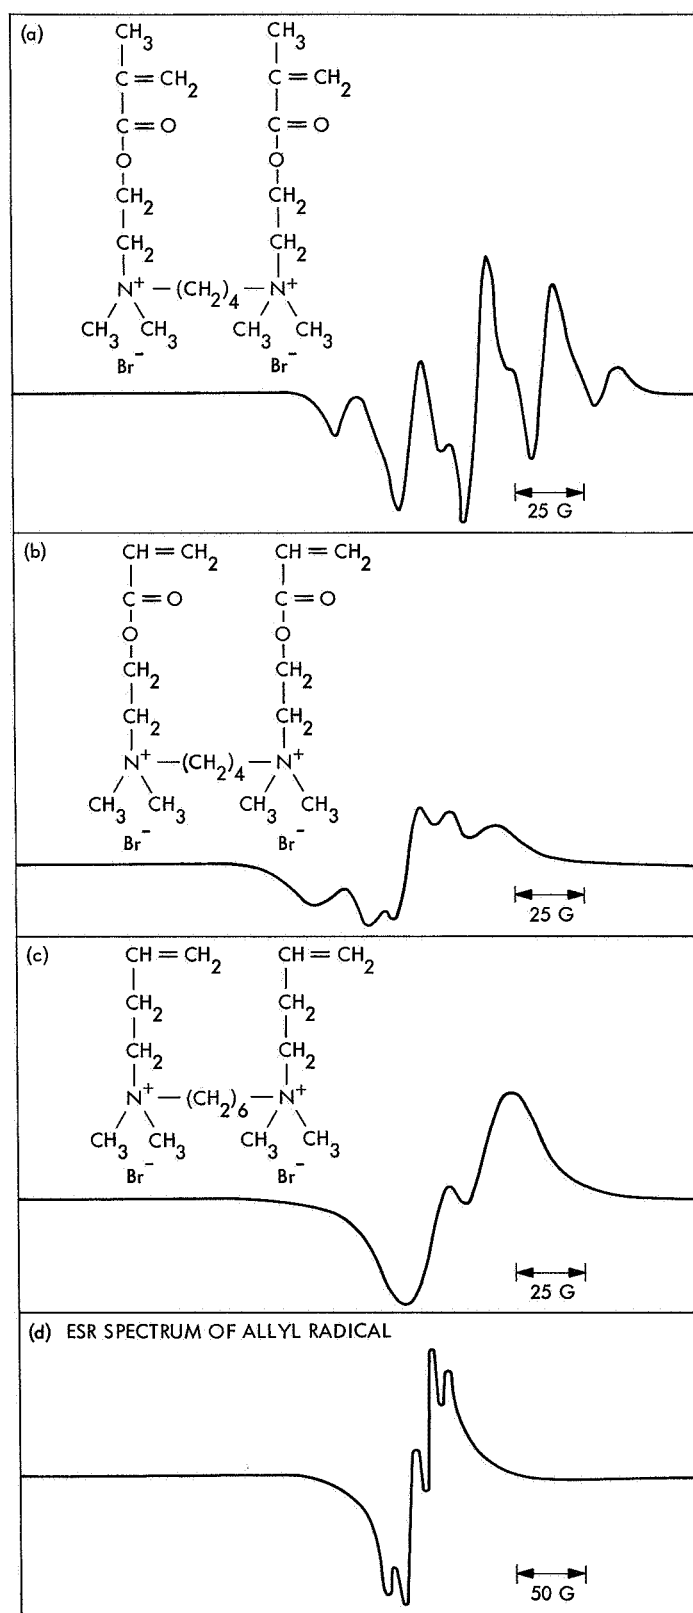 (a)
CH3 CH3
C=CH2 C=CH2
C=O C=O
O O
CH2 CH2
CH2 CH2
N+ —(CH2)4— N+
CH3 CH3 CH3 CH3
Br− Br−
25 G
(b)
CH=CH2 CH=CH2
C=O C=O
O O
CH2 CH2
CH2 CH2
N+ —(CH2)4— N+
CH3 CH3 CH3 CH3
Br− Br−
25 G
(c)
CH=CH2 CH=CH2
CH2 CH2
CH2 CH2
N+ —(CH2)6— N+
CH3 CH3 CH3 CH3
Br− Br−
25 G
(d) ESR SPECTRUM OF ALLYL RADICAL
50 G